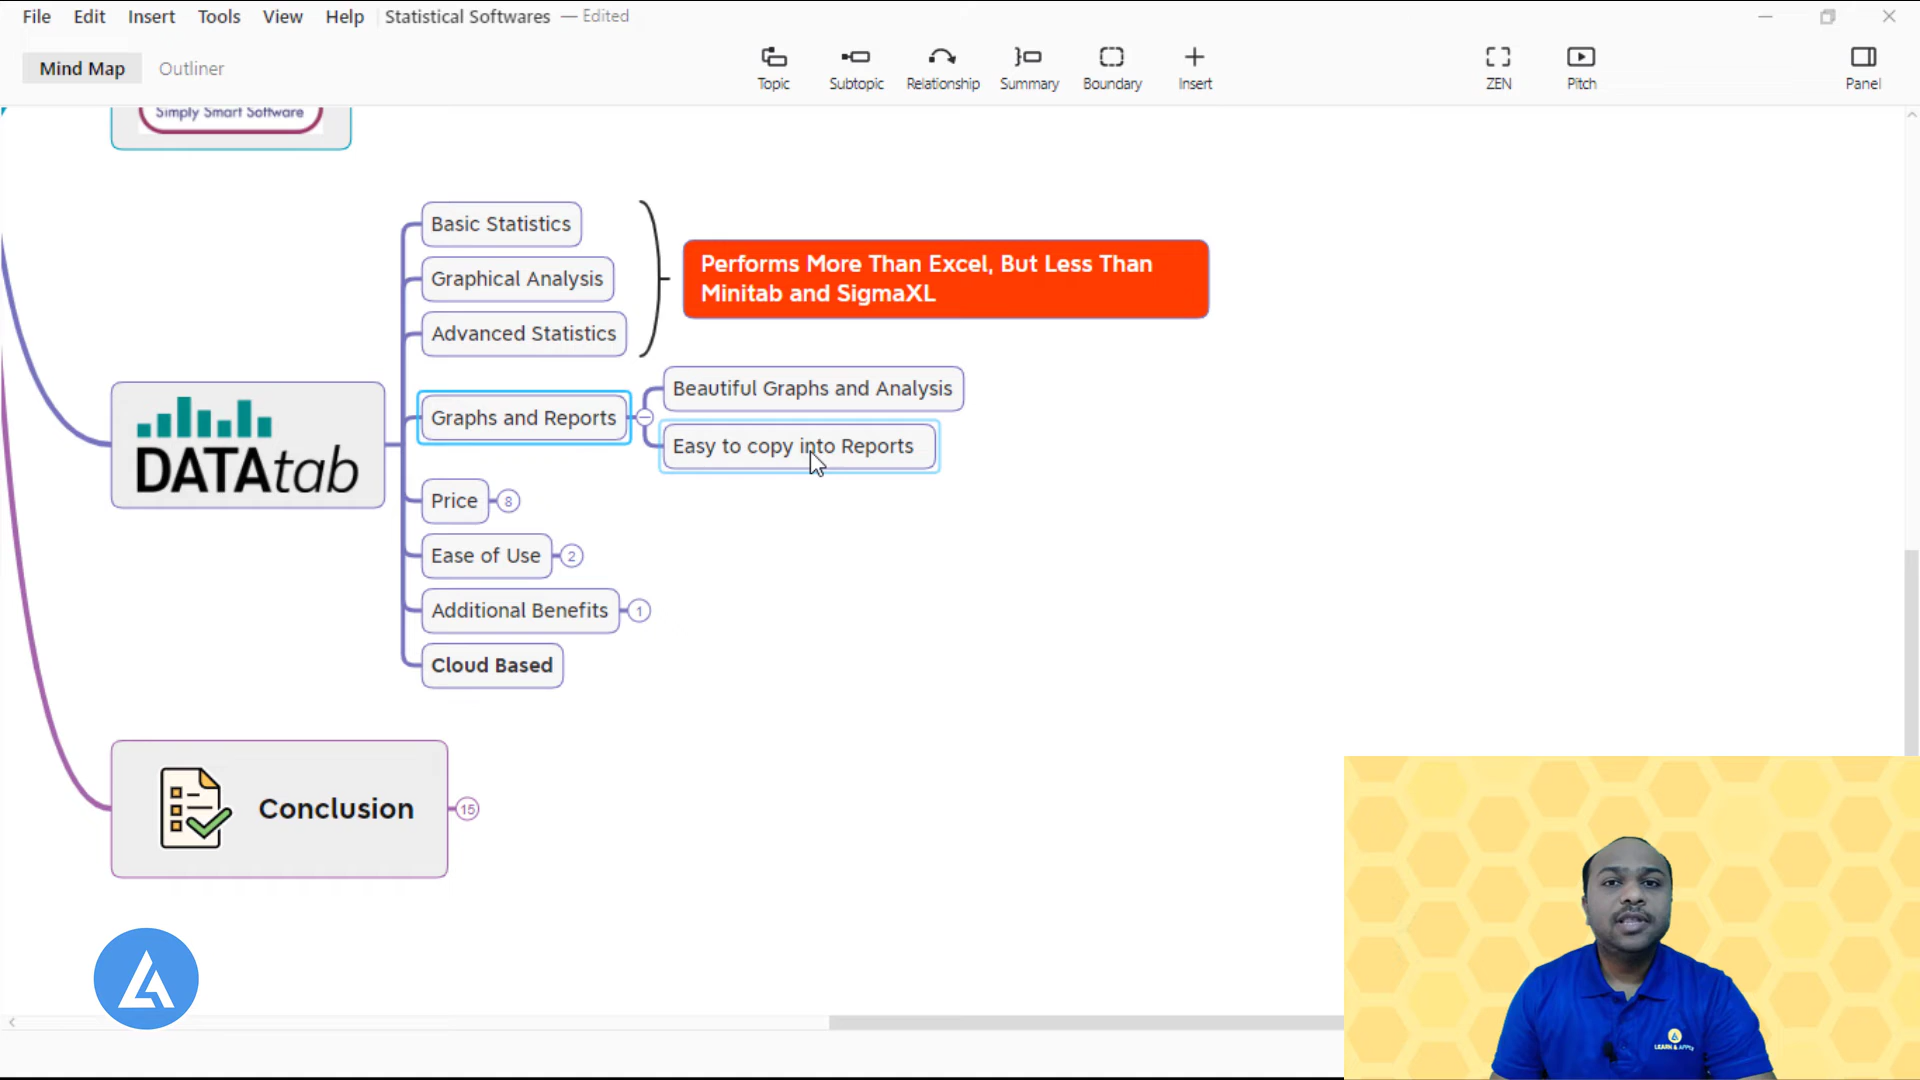 File Edit Insert Tools View Help Statistical Softwares — Edited
Mind Map Outliner
Topic Subtopic Relationship Summary Boundary Insert ZEN Pitch Panel
Simply Smart Software
Basic Statistics
Graphical Analysis
Advanced Statistics
Performs More Than Excel, But Less Than
Minitab and SigmaXL
DATAtab
Graphs and Reports
Beautiful Graphs and Analysis
Easy to copy into Reports
Price 8
Ease of Use 2
Additional Benefits 1
Cloud Based
Conclusion 15
LEARN & APPLY